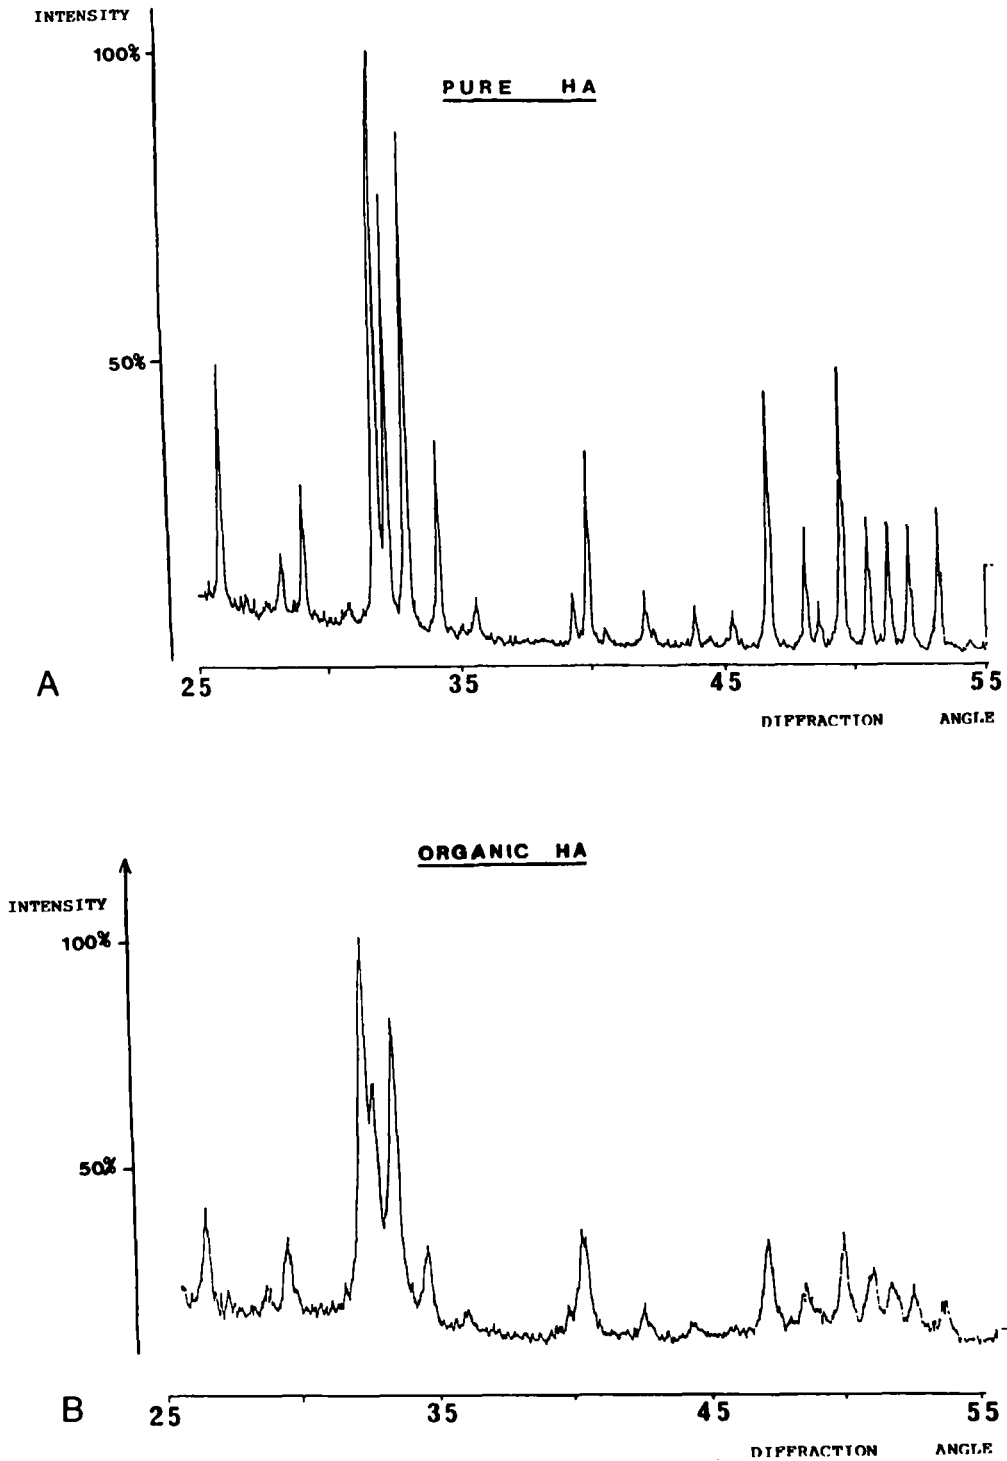 INTENSITY
100%
PURE HA
50%
A
25 35 45 55
DIFFRACTION ANGLE
ORGANIC HA
INTENSITY
100%
50%
B
25 35 45 55
DIFFRACTION ANGLE